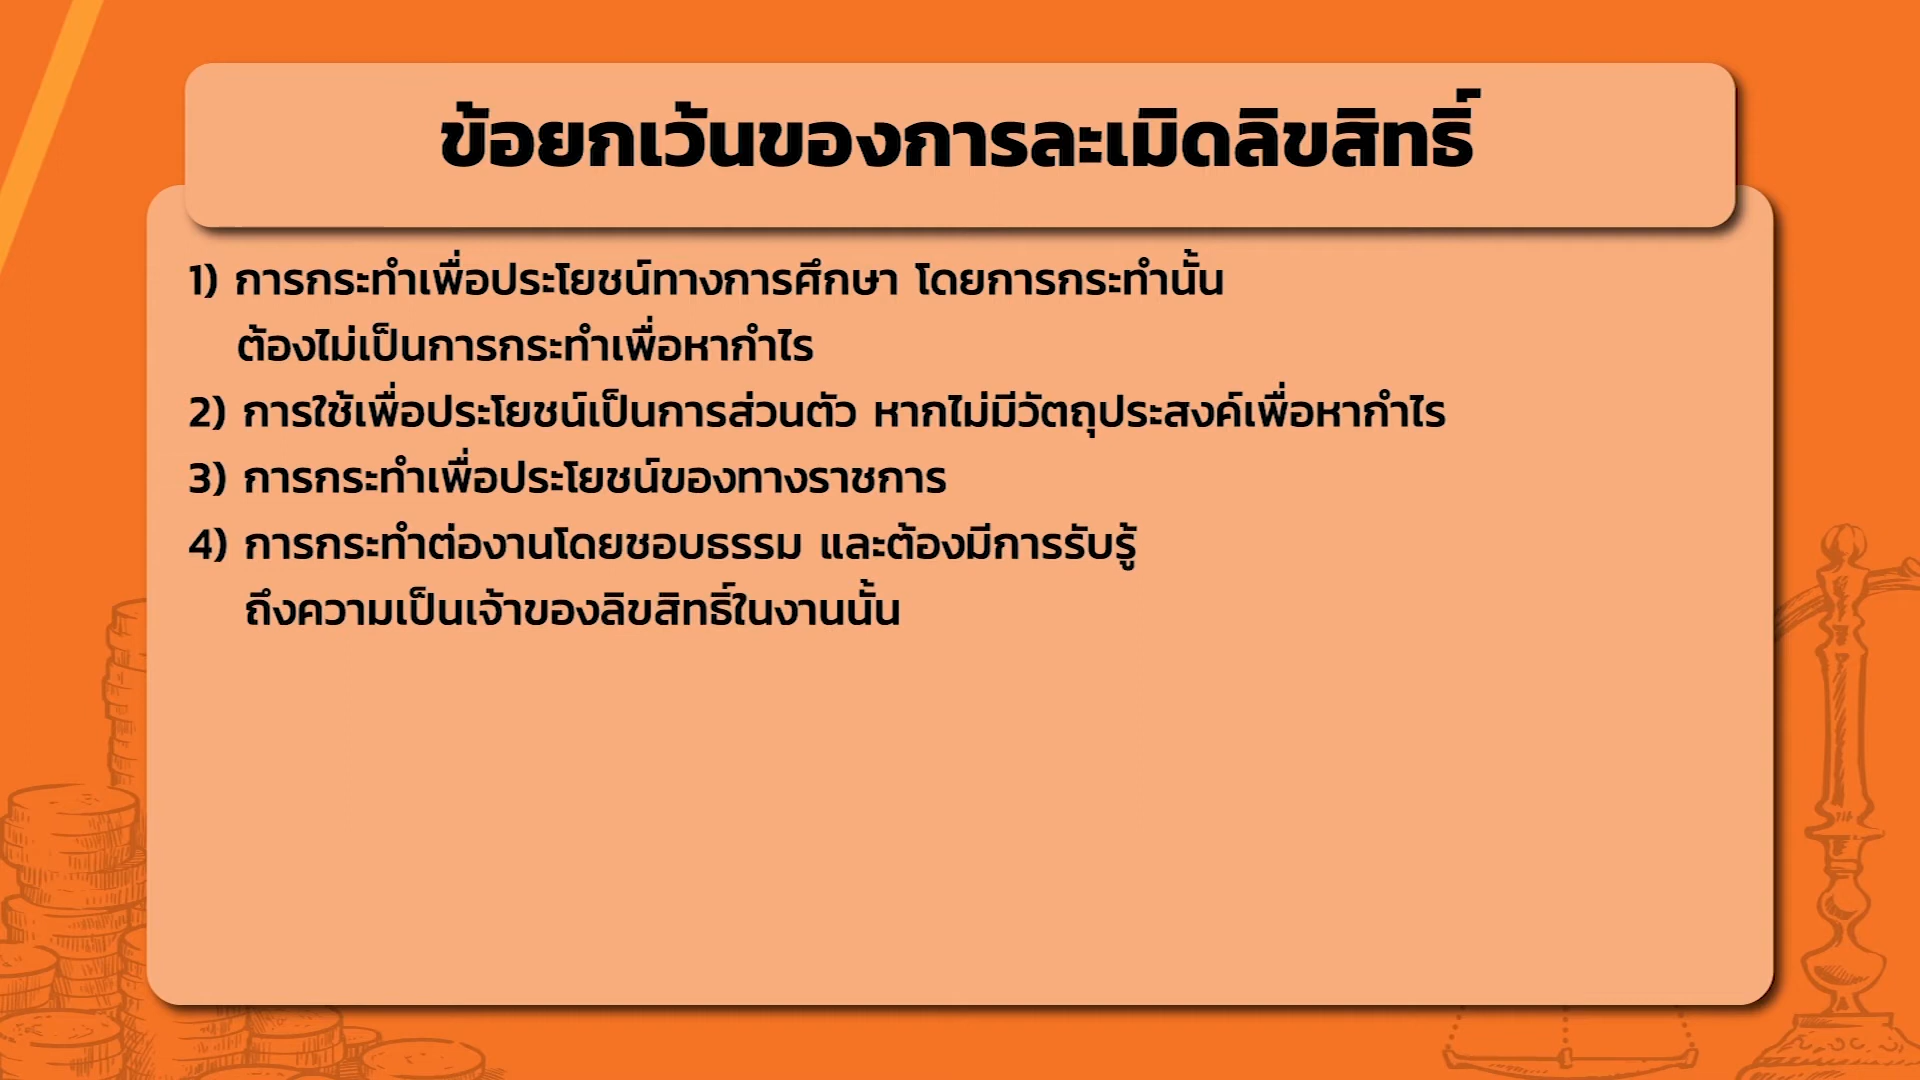 ข้อยกเว้นของการละเมิดลิขสิทธิ์
1) การกระทำเพื่อประโยชน์ทางการศึกษา โดยการกระทำนั้น
ต้องไม่เป็นการกระทำเพื่อหากำไร
2) การใช้เพื่อประโยชน์เป็นการส่วนตัว หากไม่มีวัตถุประสงค์เพื่อหากำไร
3) การกระทำเพื่อประโยชน์ของทางราชการ
4) การกระทำต่องานโดยชอบธรรม และต้องมีการรับรู้
ถึงความเป็นเจ้าของลิขสิทธิ์ในงานนั้น